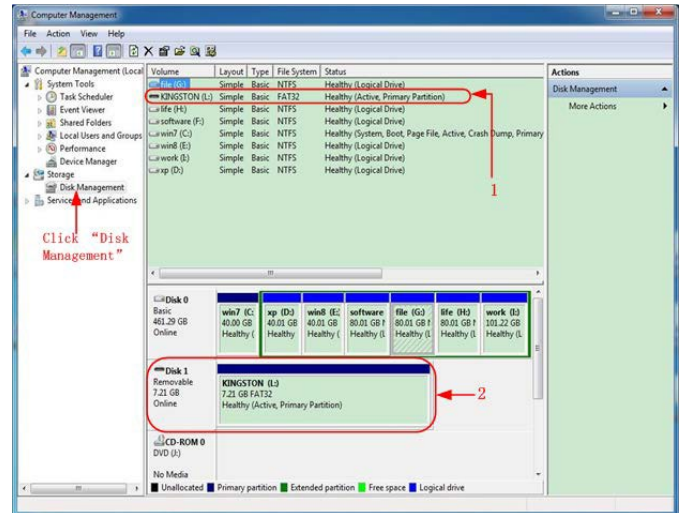 Computer Management
File Action View Help
Computer Management (Local
System Tools
Task Scheduler
Event Viewer
Shared Folders
Local Users and Groups
Performance
Device Manager
Storage
Disk Management
Services and Applications
Click “Disk
Management”
Volume Layout Type File System Status
file (G:) Simple Basic NTFS Healthy (Logical Drive)
KINGSTON (L:) Simple Basic FAT32 Healthy (Active, Primary Partition)
life (H:) Simple Basic NTFS Healthy (Logical Drive)
software (F:) Simple Basic NTFS Healthy (Logical Drive)
win7 (C:) Simple Basic NTFS Healthy (System, Boot, Page File, Active, Crash Dump, Primary
win8 (E:) Simple Basic NTFS Healthy (Logical Drive)
work (I:) Simple Basic NTFS Healthy (Logical Drive)
xp (D:) Simple Basic NTFS Healthy (Logical Drive)
1
Disk 0
Basic
461.29 GB
Online
win7 (C: xp (D:) win8 (E: software file (G:) life (H:) work (I:)
40.00 GB 40.01 GB 40.01 GB 80.01 GB 80.01 GB 80.01 GB 101.22 GB
Healthy ( Healthy Healthy ( Healthy (L Healthy (L Healthy (L Healthy (L
Disk 1
Removable
7.21 GB
Online
KINGSTON (L:)
7.21 GB FAT32
Healthy (Active, Primary Partition)
2
CD-ROM 0
DVD (J:)
No Media
Unallocated Primary partition Extended partition Free space Logical drive
Actions
Disk Management
More Actions